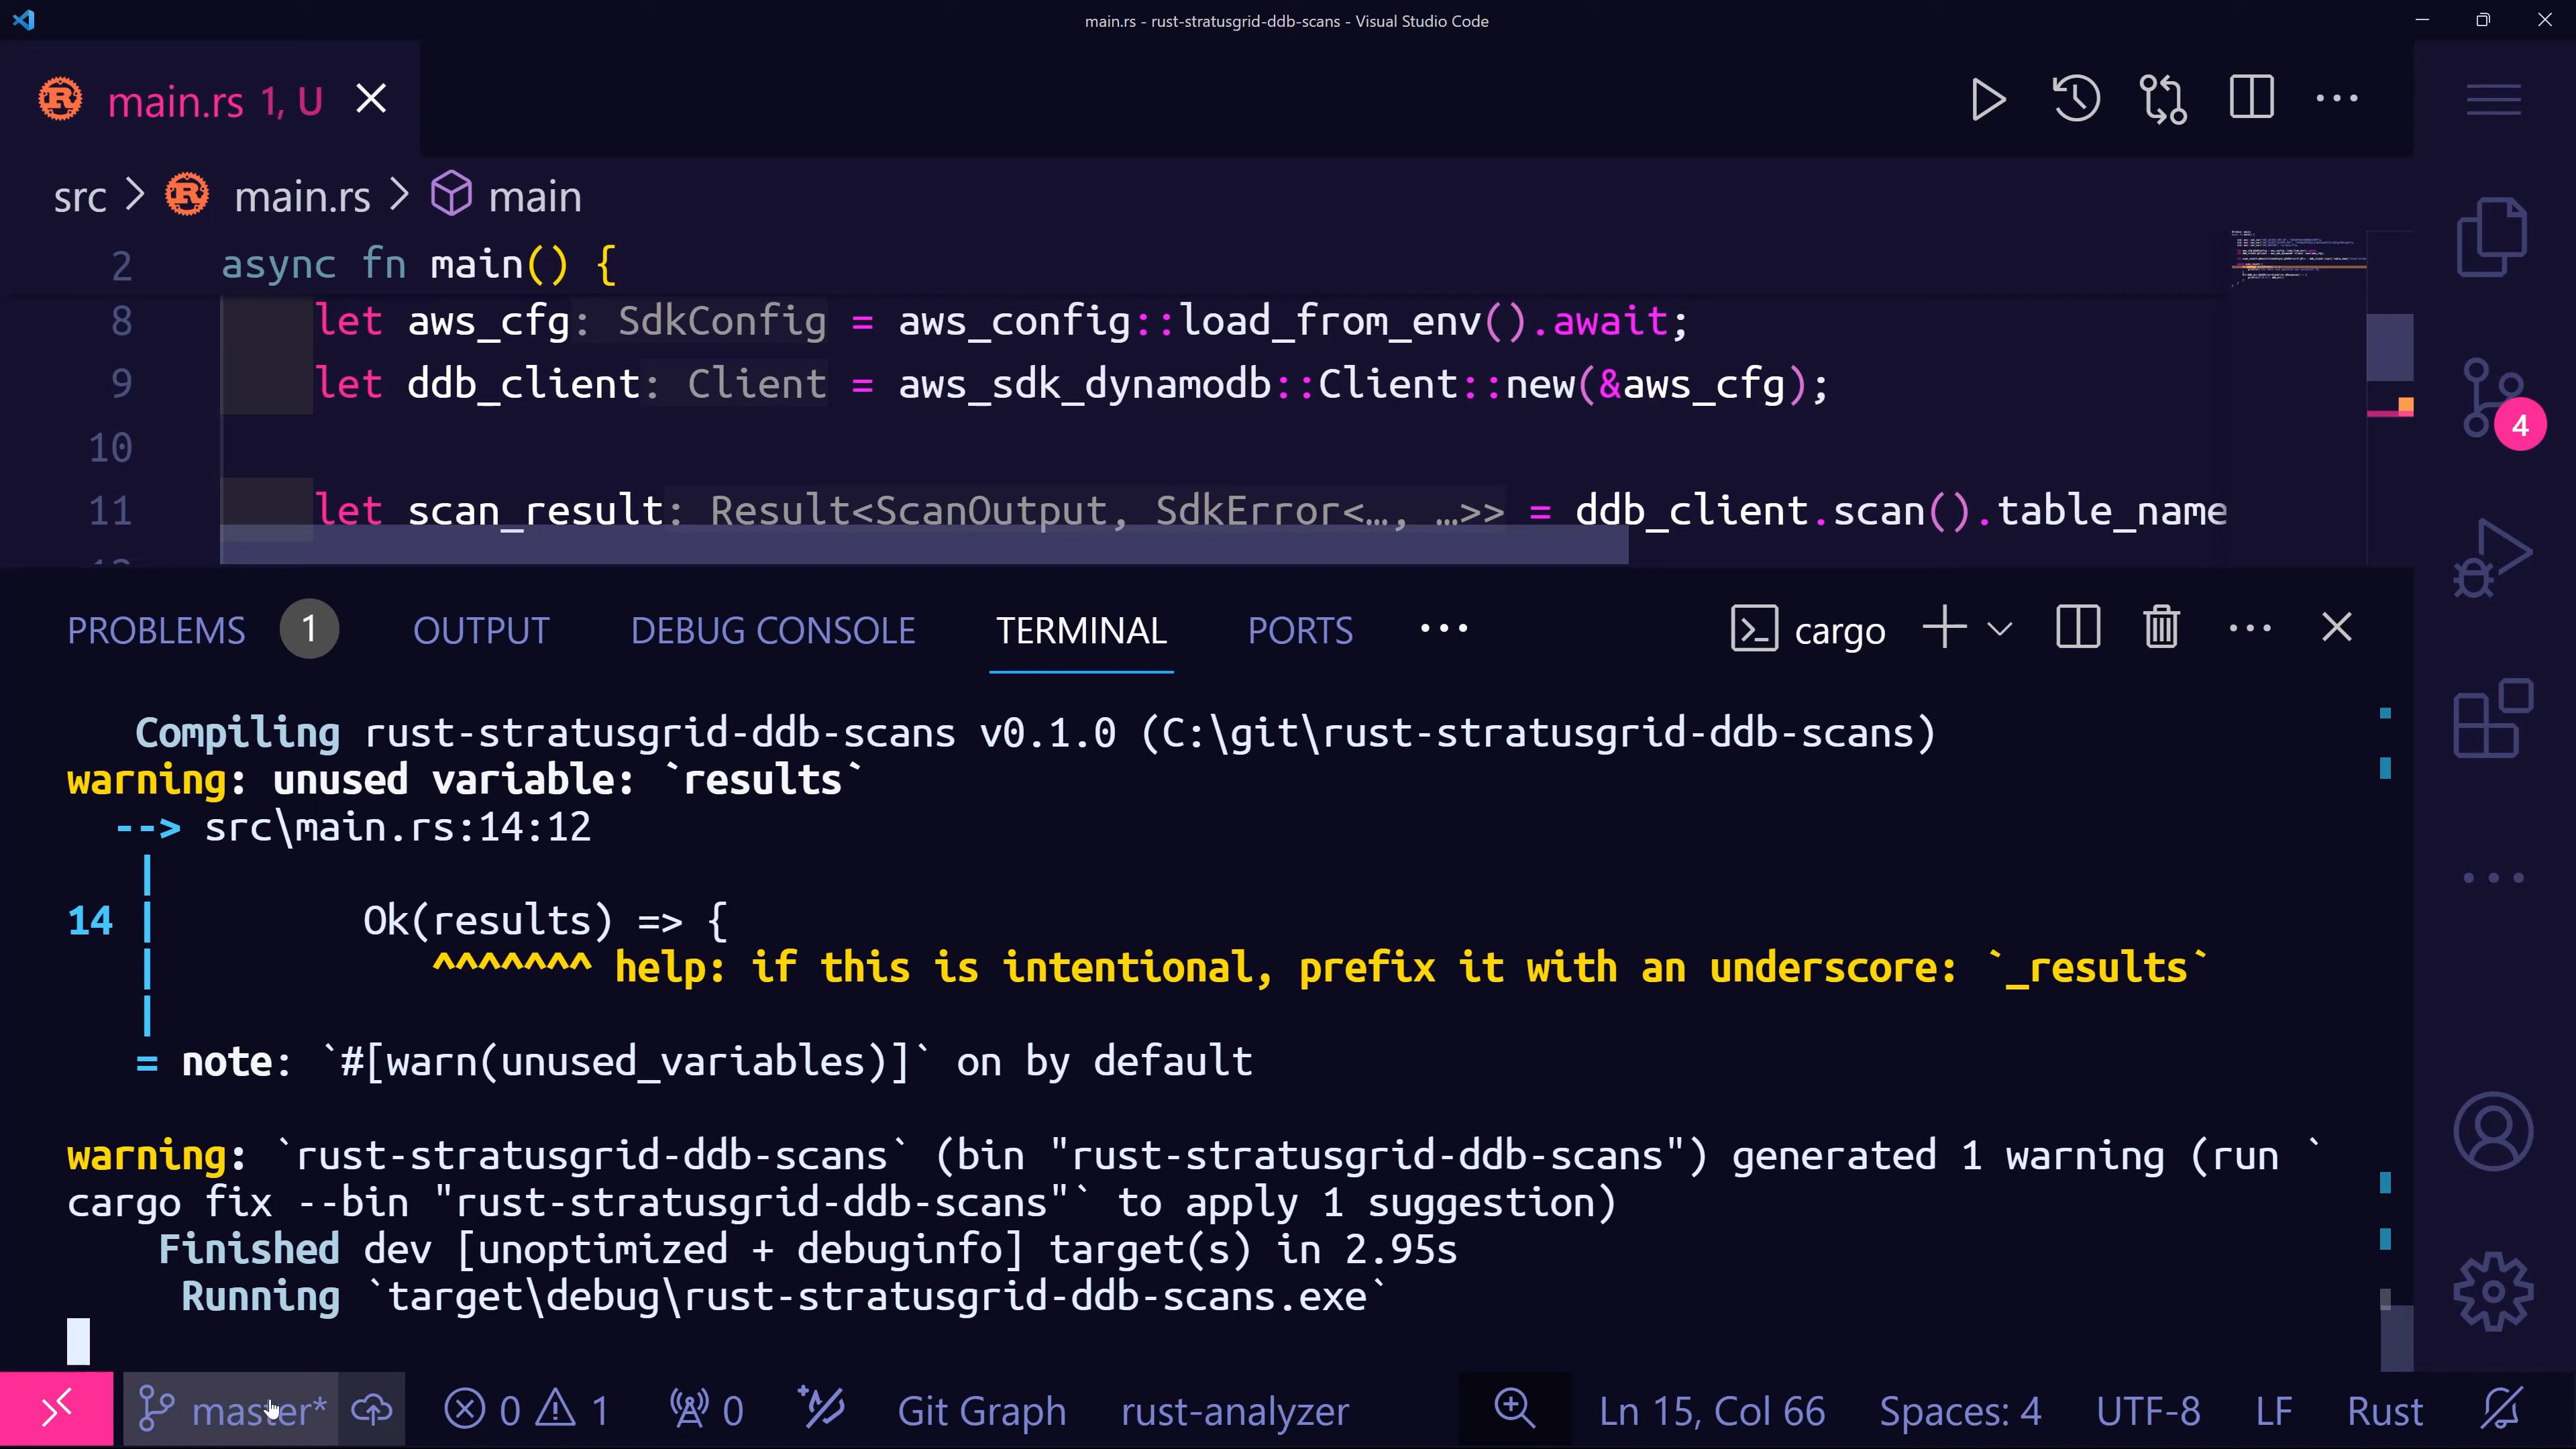 main.rs - rust-stratusgrid-ddb-scans - Visual Studio Code
main.rs 1, U
src > main.rs > main
2 async fn main() {
8 let aws_cfg: SdkConfig = aws_config::load_from_env().await;
9 let ddb_client: Client = aws_sdk_dynamodb::Client::new(&aws_cfg);
10
11 let scan_result: Result<ScanOutput, SdkError<…, …>> = ddb_client.scan().table_name
4
PROBLEMS 1 OUTPUT DEBUG CONSOLE TERMINAL PORTS ··· cargo
Compiling rust-stratusgrid-ddb-scans v0.1.0 (C:\git\rust-stratusgrid-ddb-scans)
warning: unused variable: `results`
--> src\main.rs:14:12
|
14 | Ok(results) => {
| ^^^^^^^ help: if this is intentional, prefix it with an underscore: `_results`
|
= note: `#[warn(unused_variables)]` on by default
warning: `rust-stratusgrid-ddb-scans` (bin "rust-stratusgrid-ddb-scans") generated 1 warning (run `
cargo fix --bin "rust-stratusgrid-ddb-scans"` to apply 1 suggestion)
Finished dev [unoptimized + debuginfo] target(s) in 2.95s
Running `target\debug\rust-stratusgrid-ddb-scans.exe`
master* 0 1 0 Git Graph rust-analyzer Ln 15, Col 66 Spaces: 4 UTF-8 LF Rust